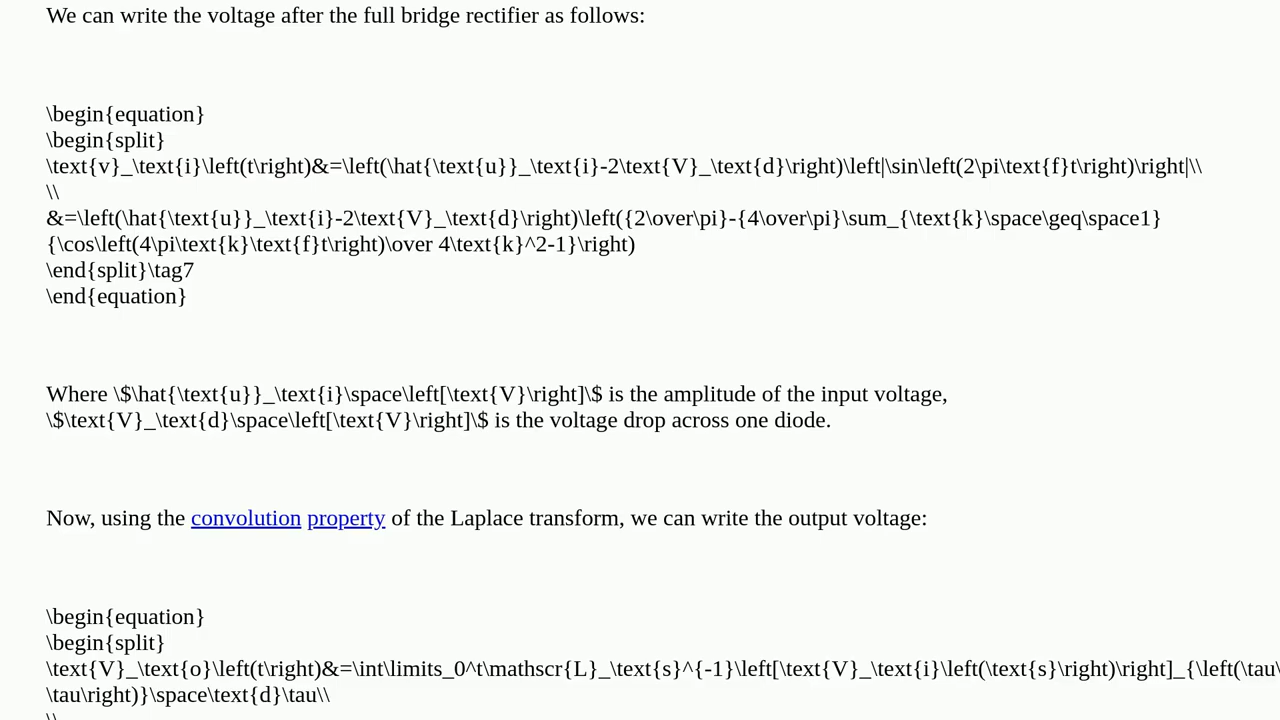 We can write the voltage after the full bridge rectifier as follows:
\begin{equation}
\begin{split}
\text{v}_\text{i}\left(t\right)&=\left(\hat{\text{u}}_\text{i}-2\text{V}_\text{d}\right)\left|\sin\left(2\pi\text{f}t\right)\right|\\
\\
&=\left(\hat{\text{u}}_\text{i}-2\text{V}_\text{d}\right)\left({2\over\pi}-{4\over\pi}\sum_{\text{k}\space\geq\space1}
{\cos\left(4\pi\text{k}\text{f}t\right)\over 4\text{k}^2-1}\right)
\end{split}\tag7
\end{equation}
Where \$\hat{\text{u}}_\text{i}\space\left[\text{V}\right]\$ is the amplitude of the input voltage,
\$\text{V}_\text{d}\space\left[\text{V}\right]\$ is the voltage drop across one diode.
Now, using the convolution property of the Laplace transform, we can write the output voltage:
\begin{equation}
\begin{split}
\text{V}_\text{o}\left(t\right)&=\int\limits_0^t\mathscr{L}_\text{s}^{-1}\left[\text{V}_\text{i}\left(\text{s}\right)\right]_{\left(\tau\
\tau\right)}\space\text{d}\tau\\
\\